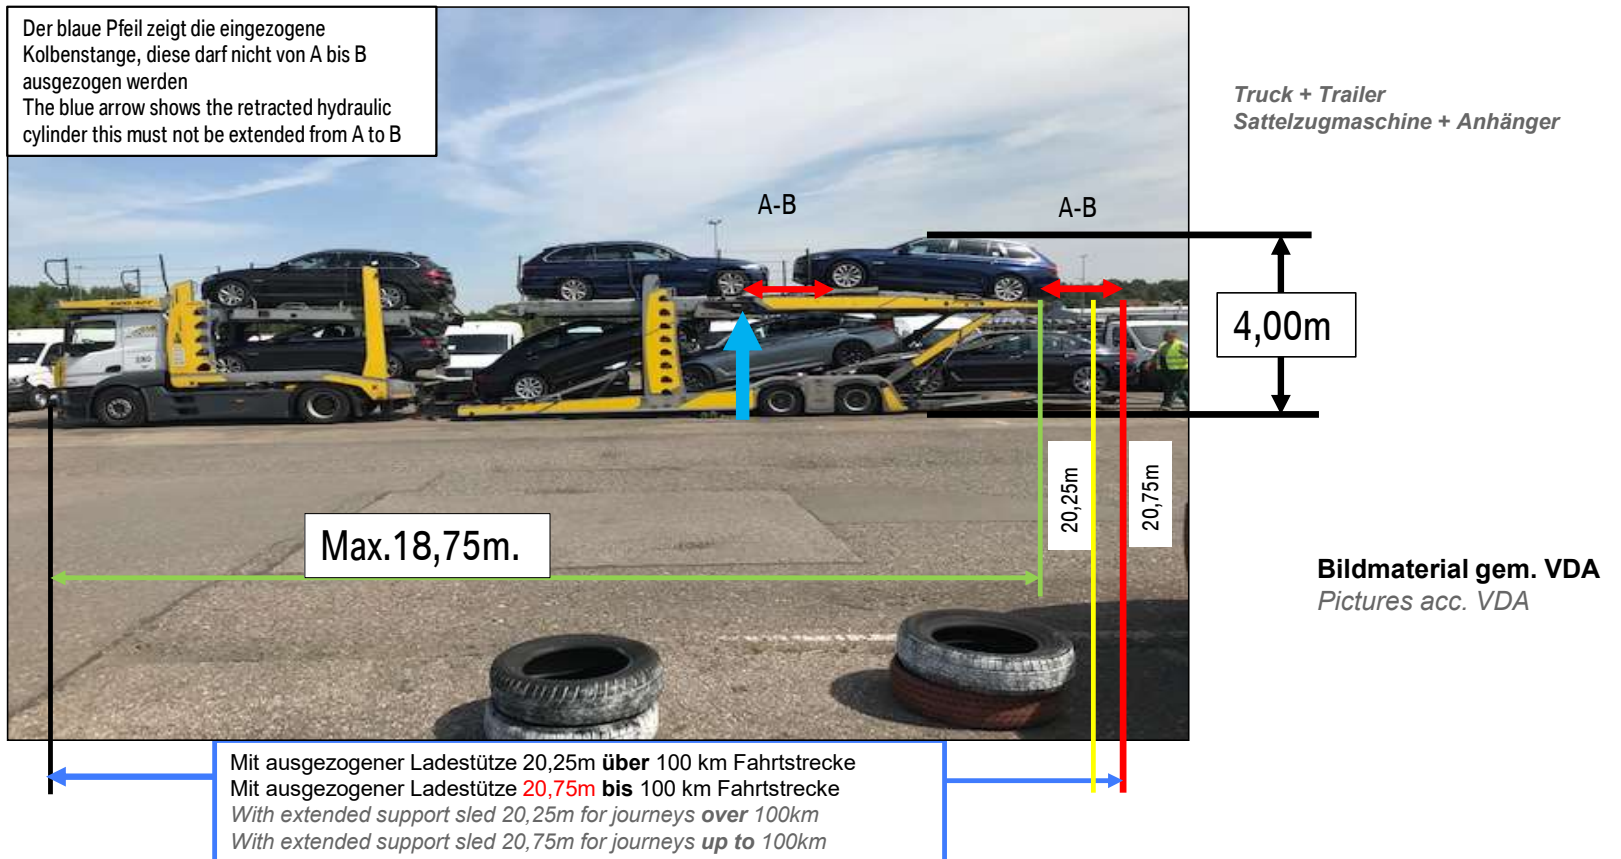 Der blaue Pfeil zeigt die eingezogene
Kolbenstange, diese darf nicht von A bis B
ausgezogen werden
The blue arrow shows the retracted hydraulic
cylinder this must not be extended from A to B
Truck + Trailer
Sattelzugmaschine + Anhänger
A-B
A-B
4,00m
20,25m
20,75m
Max.18,75m.
Bildmaterial gem. VDA
Pictures acc. VDA
Mit ausgezogener Ladestütze 20,25m über 100 km Fahrtstrecke
Mit ausgezogener Ladestütze 20,75m bis 100 km Fahrtstrecke
With extended support sled 20,25m for journeys over 100km
With extended support sled 20,75m for journeys up to 100km